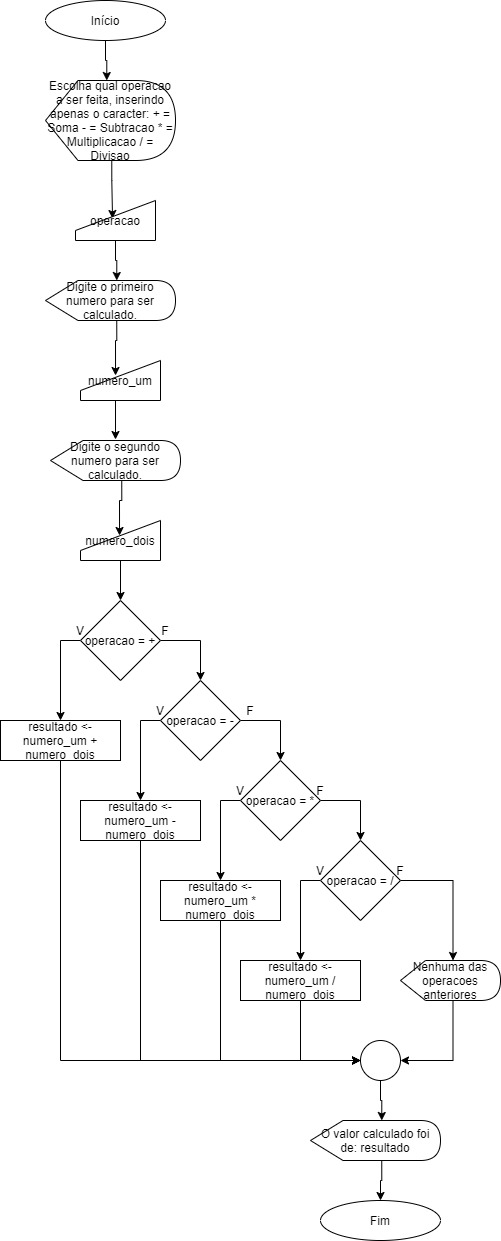 Início
Escolha qual operacao
a ser feita, inserindo
apenas o caracter: + =
Soma - = Subtracao * =
Multiplicacao / =
Divisao
operacao
Digite o primeiro
numero para ser
calculado.
numero_um
Digite o segundo
numero para ser
calculado.
numero_dois
V
operacao = +
F
resultado <-
numero_um +
numero_dois
V
operacao = -
F
resultado <-
numero_um -
numero_dois
V
operacao = *
F
resultado <-
numero_um *
numero_dois
V
operacao = /
F
resultado <-
numero_um /
numero_dois
Nenhuma das
operacoes
anteriores
O valor calculado foi
de: resultado
Fim